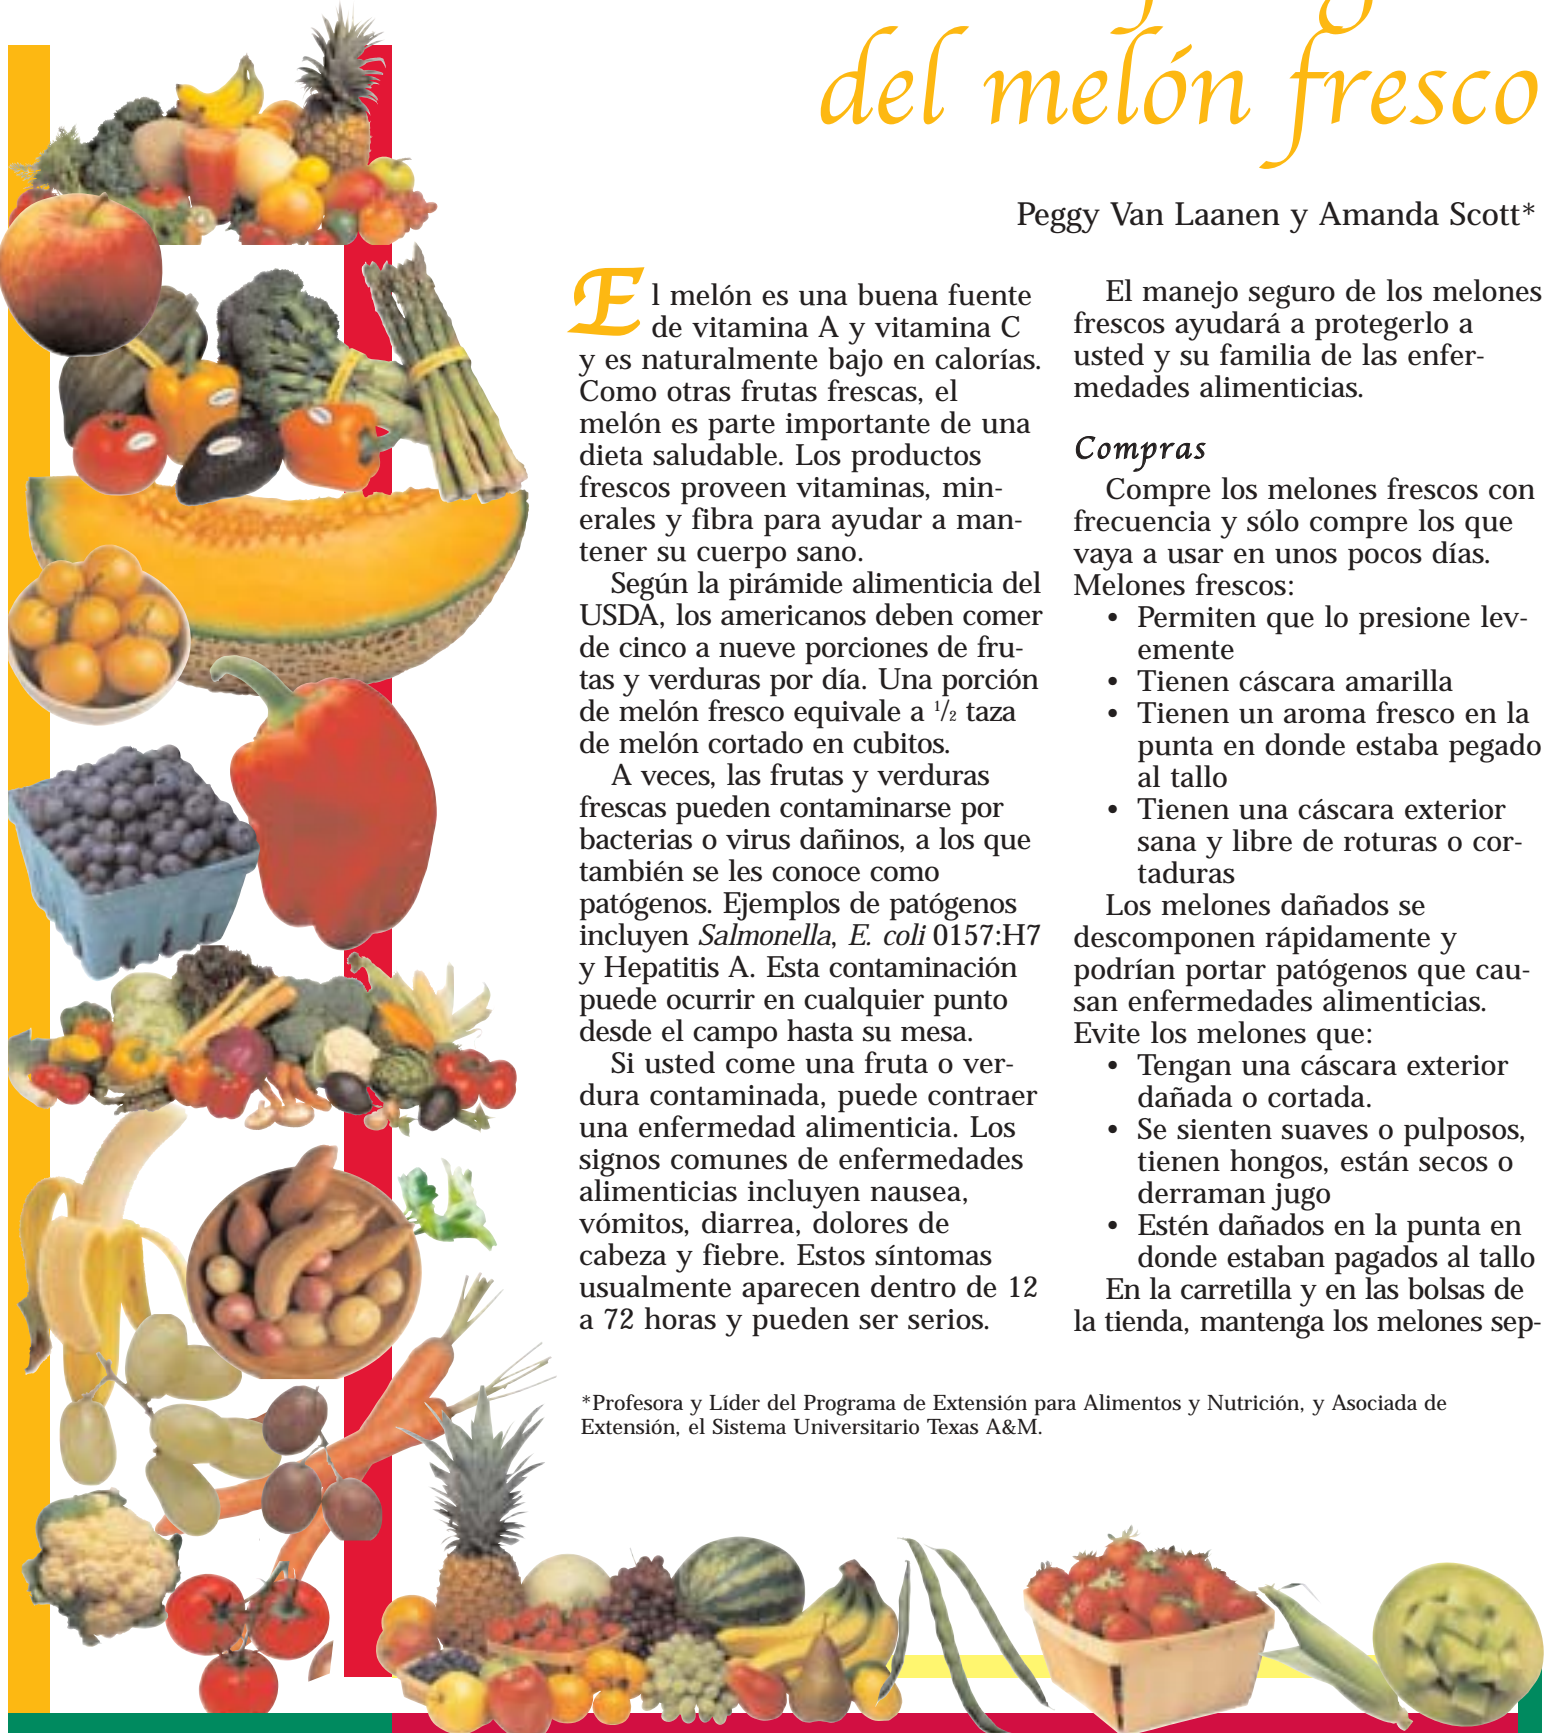 del melón fresco
Peggy Van Laanen y Amanda Scott*
El melón es una buena fuente
de vitamina A y vitamina C
y es naturalmente bajo en calorías.
Como otras frutas frescas, el
melón es parte importante de una
dieta saludable. Los productos
frescos proveen vitaminas, min-
erales y fibra para ayudar a man-
tener su cuerpo sano.
Según la pirámide alimenticia del
USDA, los americanos deben comer
de cinco a nueve porciones de fru-
tas y verduras por día. Una porción
de melón fresco equivale a 1/2 taza
de melón cortado en cubitos.
A veces, las frutas y verduras
frescas pueden contaminarse por
bacterias o virus dañinos, a los que
también se les conoce como
patógenos. Ejemplos de patógenos
incluyen Salmonella, E. coli 0157:H7
y Hepatitis A. Esta contaminación
puede ocurrir en cualquier punto
desde el campo hasta su mesa.
Si usted come una fruta o ver-
dura contaminada, puede contraer
una enfermedad alimenticia. Los
signos comunes de enfermedades
alimenticias incluyen nausea,
vómitos, diarrea, dolores de
cabeza y fiebre. Estos síntomas
usualmente aparecen dentro de 12
a 72 horas y pueden ser serios.
El manejo seguro de los melones
frescos ayudará a protegerlo a
usted y su familia de las enfer-
medades alimenticias.
Compras
Compre los melones frescos con
frecuencia y sólo compre los que
vaya a usar en unos pocos días.
Melones frescos:
• Permiten que lo presione lev-
emente
• Tienen cáscara amarilla
• Tienen un aroma fresco en la
punta en donde estaba pegado
al tallo
• Tienen una cáscara exterior
sana y libre de roturas o cor-
taduras
Los melones dañados se
descomponen rápidamente y
podrían portar patógenos que cau-
san enfermedades alimenticias.
Evite los melones que:
• Tengan una cáscara exterior
dañada o cortada.
• Se sienten suaves o pulposos,
tienen hongos, están secos o
derraman jugo
• Estén dañados en la punta en
donde estaban pagados al tallo
En la carretilla y en las bolsas de
la tienda, mantenga los melones sep-
*Profesora y Líder del Programa de Extensión para Alimentos y Nutrición, y Asociada de
Extensión, el Sistema Universitario Texas A&M.